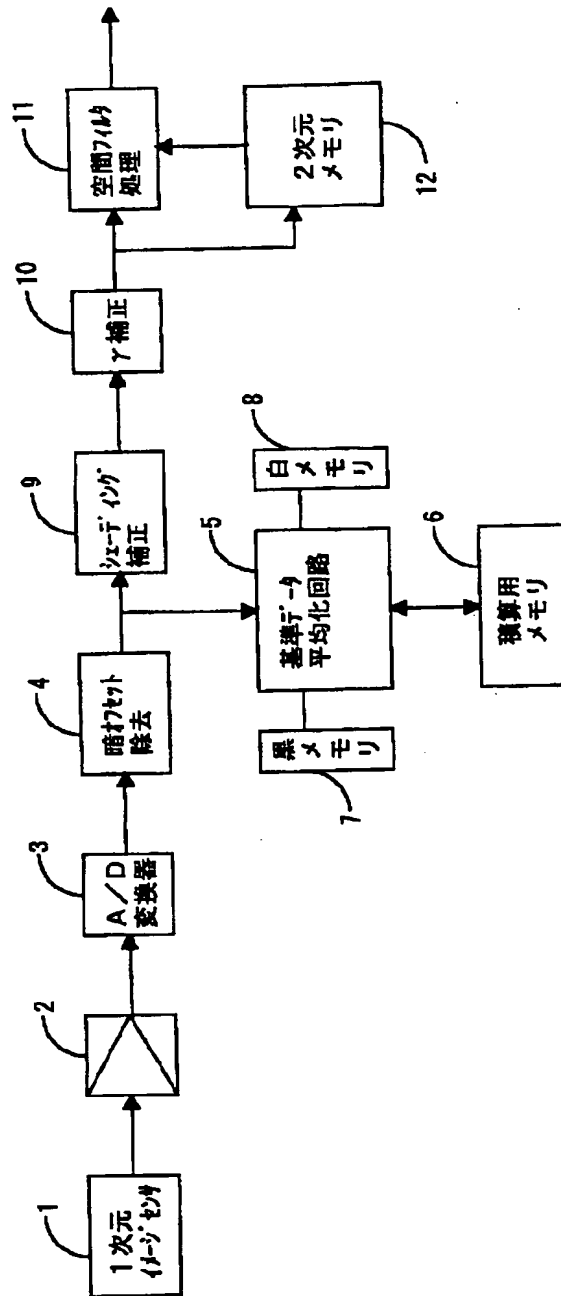 1
1次元
イメージセンサ
2
3
A/D
変換器
4
暗オフセット
除去
9
シェーディング
補正
10
γ補正
11
空間フィルタ
処理
2次元
メモリ
12
5
基準データ
平均化回路
7
黒メモリ
8
白メモリ
6
積算用
メモリ